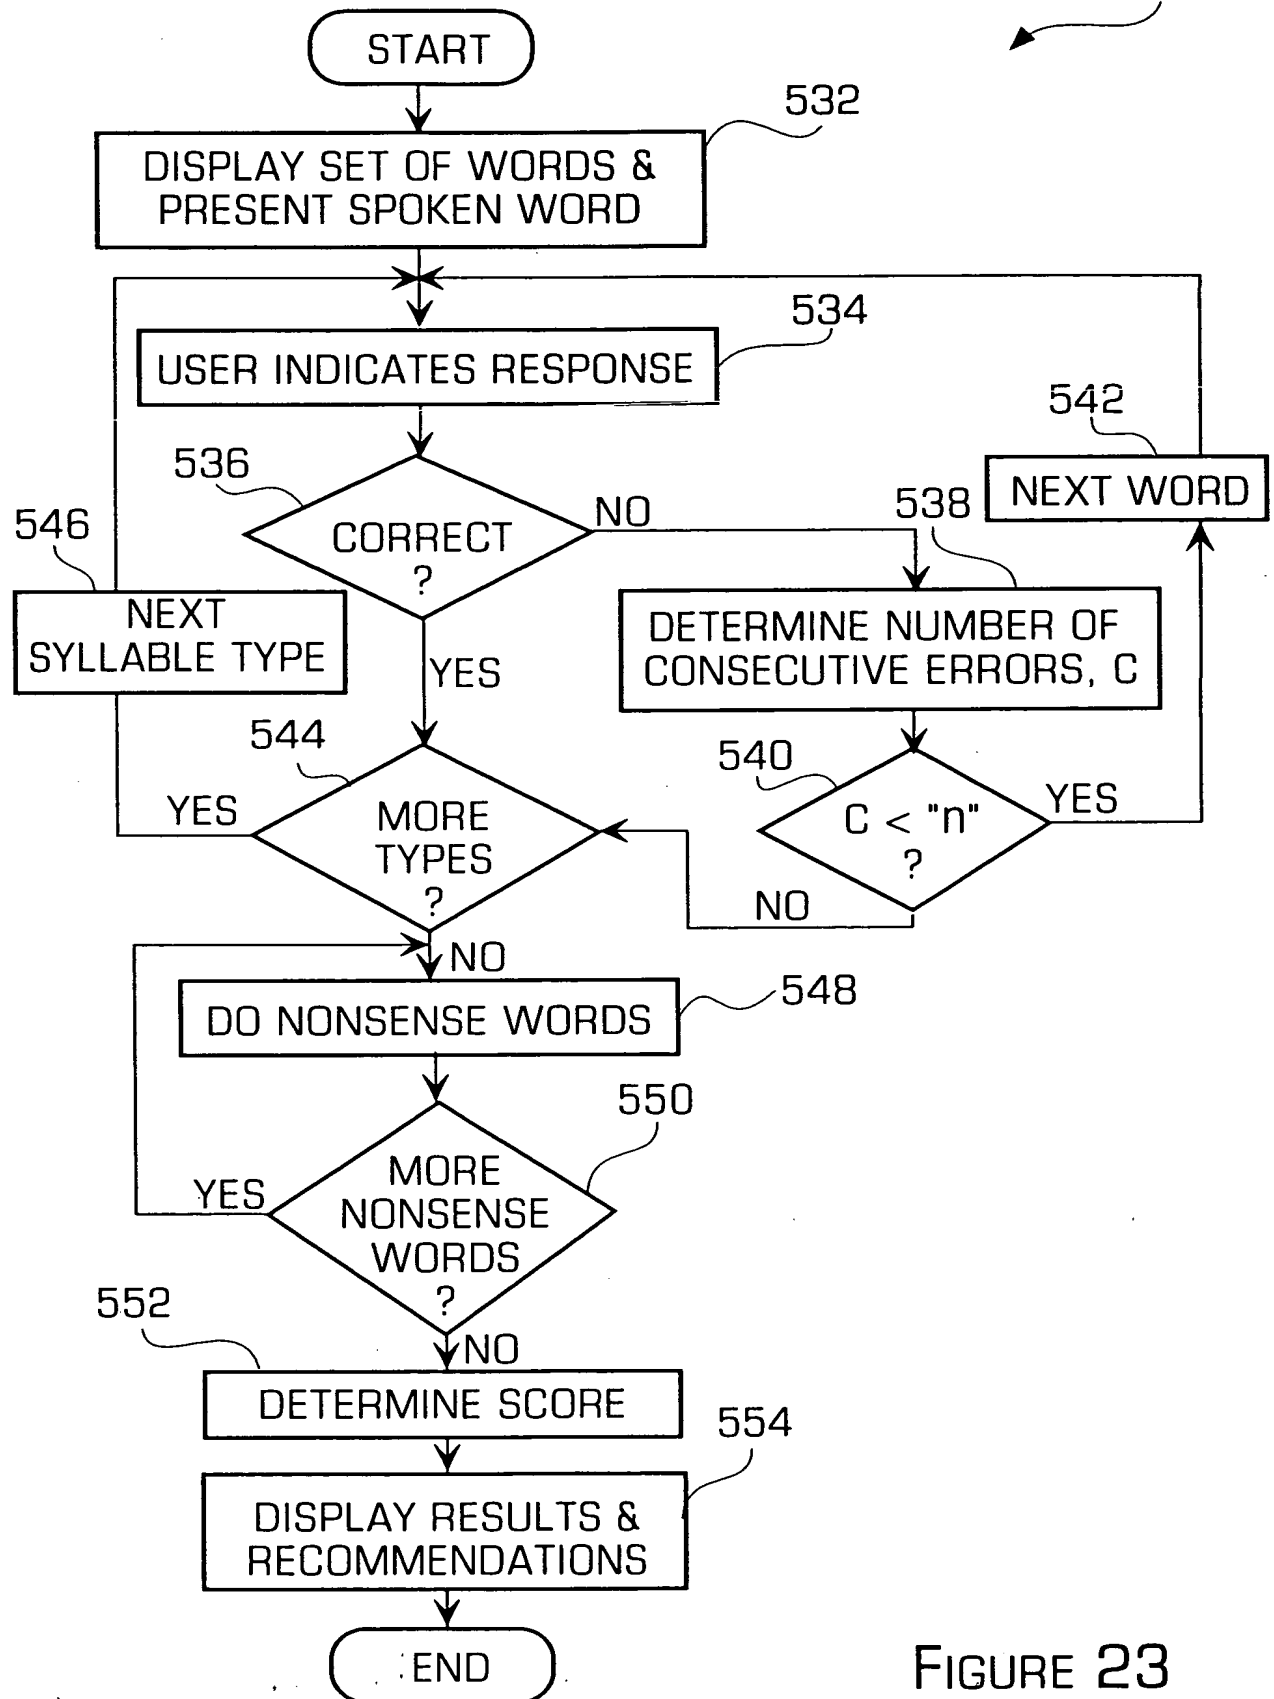 START
532
DISPLAY SET OF WORDS &
PRESENT SPOKEN WORD
534
USER INDICATES RESPONSE
542
NEXT WORD
536
CORRECT
?
NO
538
546
NEXT
SYLLABLE TYPE
DETERMINE NUMBER OF
CONSECUTIVE ERRORS, C
YES
544
540
YES
MORE
TYPES
?
C < "n"
?
YES
NO
NO
548
DO NONSENSE WORDS
550
YES
MORE
NONSENSE
WORDS
?
552
NO
DETERMINE SCORE
554
DISPLAY RESULTS &
RECOMMENDATIONS
END
FIGURE 23